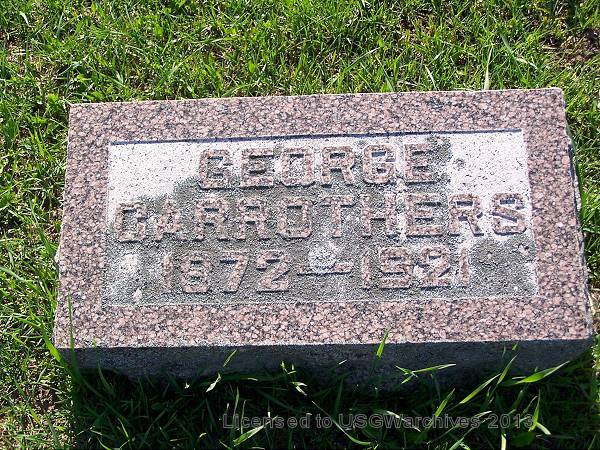 GEORGE
CARROTHERS
1872—1921
Licensed to USGWarchives 2013